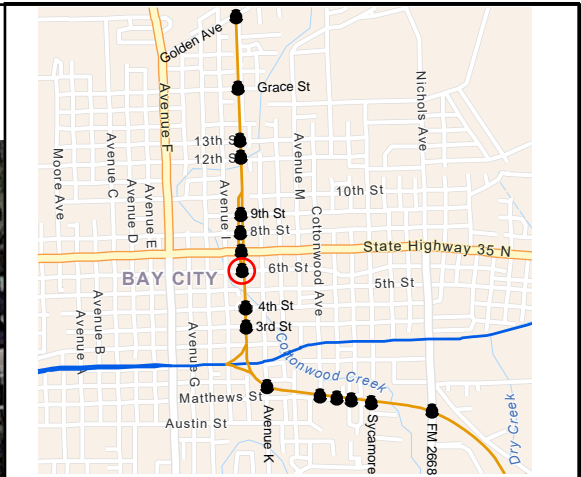 Golden Ave
Grace St
Avenue F
Nichols Ave
13th S
12th S
Avenue M
Moore Ave
Avenue C
Avenue D
Avenue E
Avenue I
10th St
9th St
8th St
Cottonwood Ave
State Highway 35 N
BAY CITY
6th St
5th St
4th St
3rd St
Avenue B
Avenue A
Avenue G
Cottonwood Creek
Matthews St
Austin St
Avenue K
Sycamore
FM 2668
Dry Creek